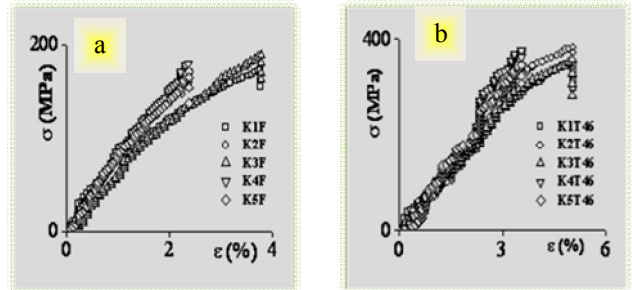 a
200
σ (MPa)
0
0
2
4
ε(%)
K1F
K2F
K3F
K4F
K5F
b
400
σ (MPa)
0
0
3
6
ε(%)
K1T46
K2T46
K3T46
K4T46
K5T46